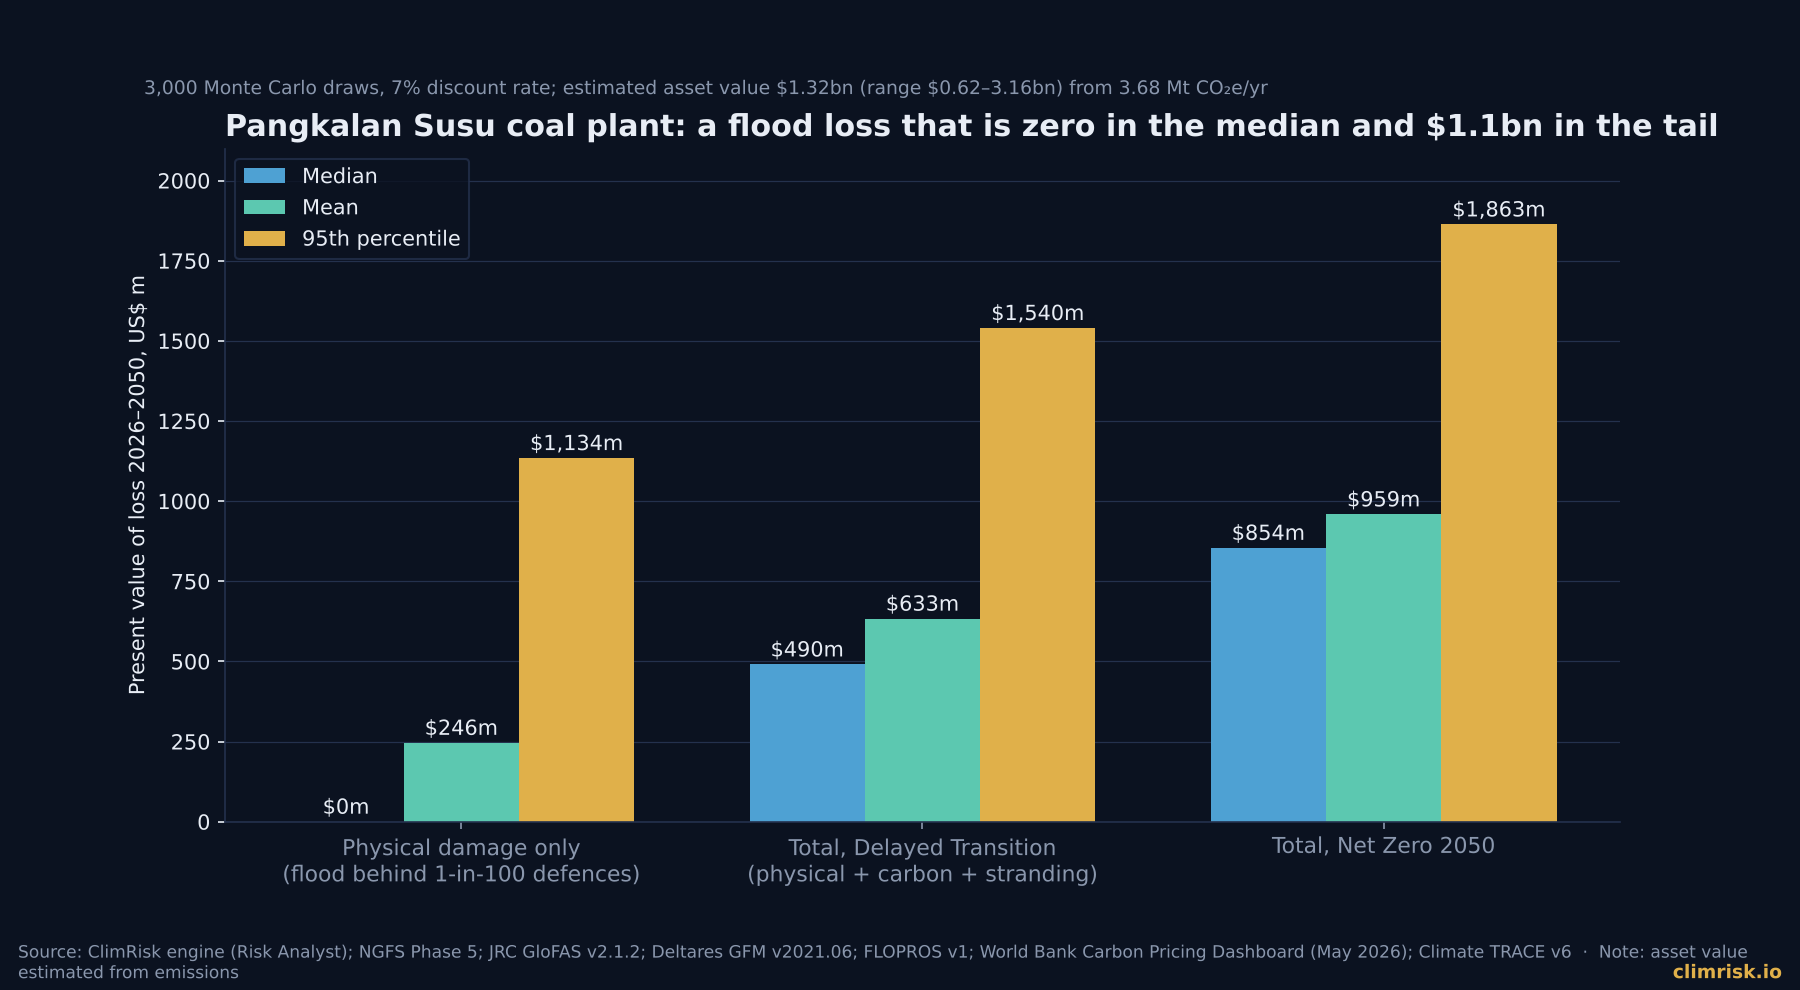 3,000 Monte Carlo draws, 7% discount rate; estimated asset value $1.32bn (range $0.62–3.16bn) from 3.68 Mt CO₂e/yr
Pangkalan Susu coal plant: a flood loss that is zero in the median and $1.1bn in the tail
Median
Mean
95th percentile
Present value of loss 2026–2050, US$ m
2000
1750
1500
1250
1000
750
500
250
0
$0m
$246m
$1,134m
$490m
$633m
$1,540m
$854m
$959m
$1,863m
Physical damage only
(flood behind 1-in-100 defences)
Total, Delayed Transition
(physical + carbon + stranding)
Total, Net Zero 2050
Source: ClimRisk engine (Risk Analyst); NGFS Phase 5; JRC GloFAS v2.1.2; Deltares GFM v2021.06; FLOPROS v1; World Bank Carbon Pricing Dashboard (May 2026); Climate TRACE v6 · Note: asset value
estimated from emissions
climrisk.io